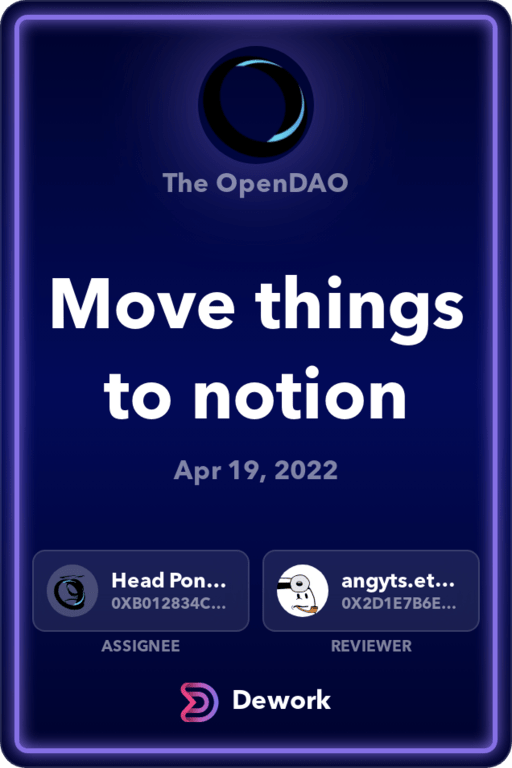 The OpenDAO
Move things
to notion
Apr 19, 2022
Head Pon...
0XB012834C...
angyts.et...
0X2D1E7B6E...
ASSIGNEE
REVIEWER
Dework